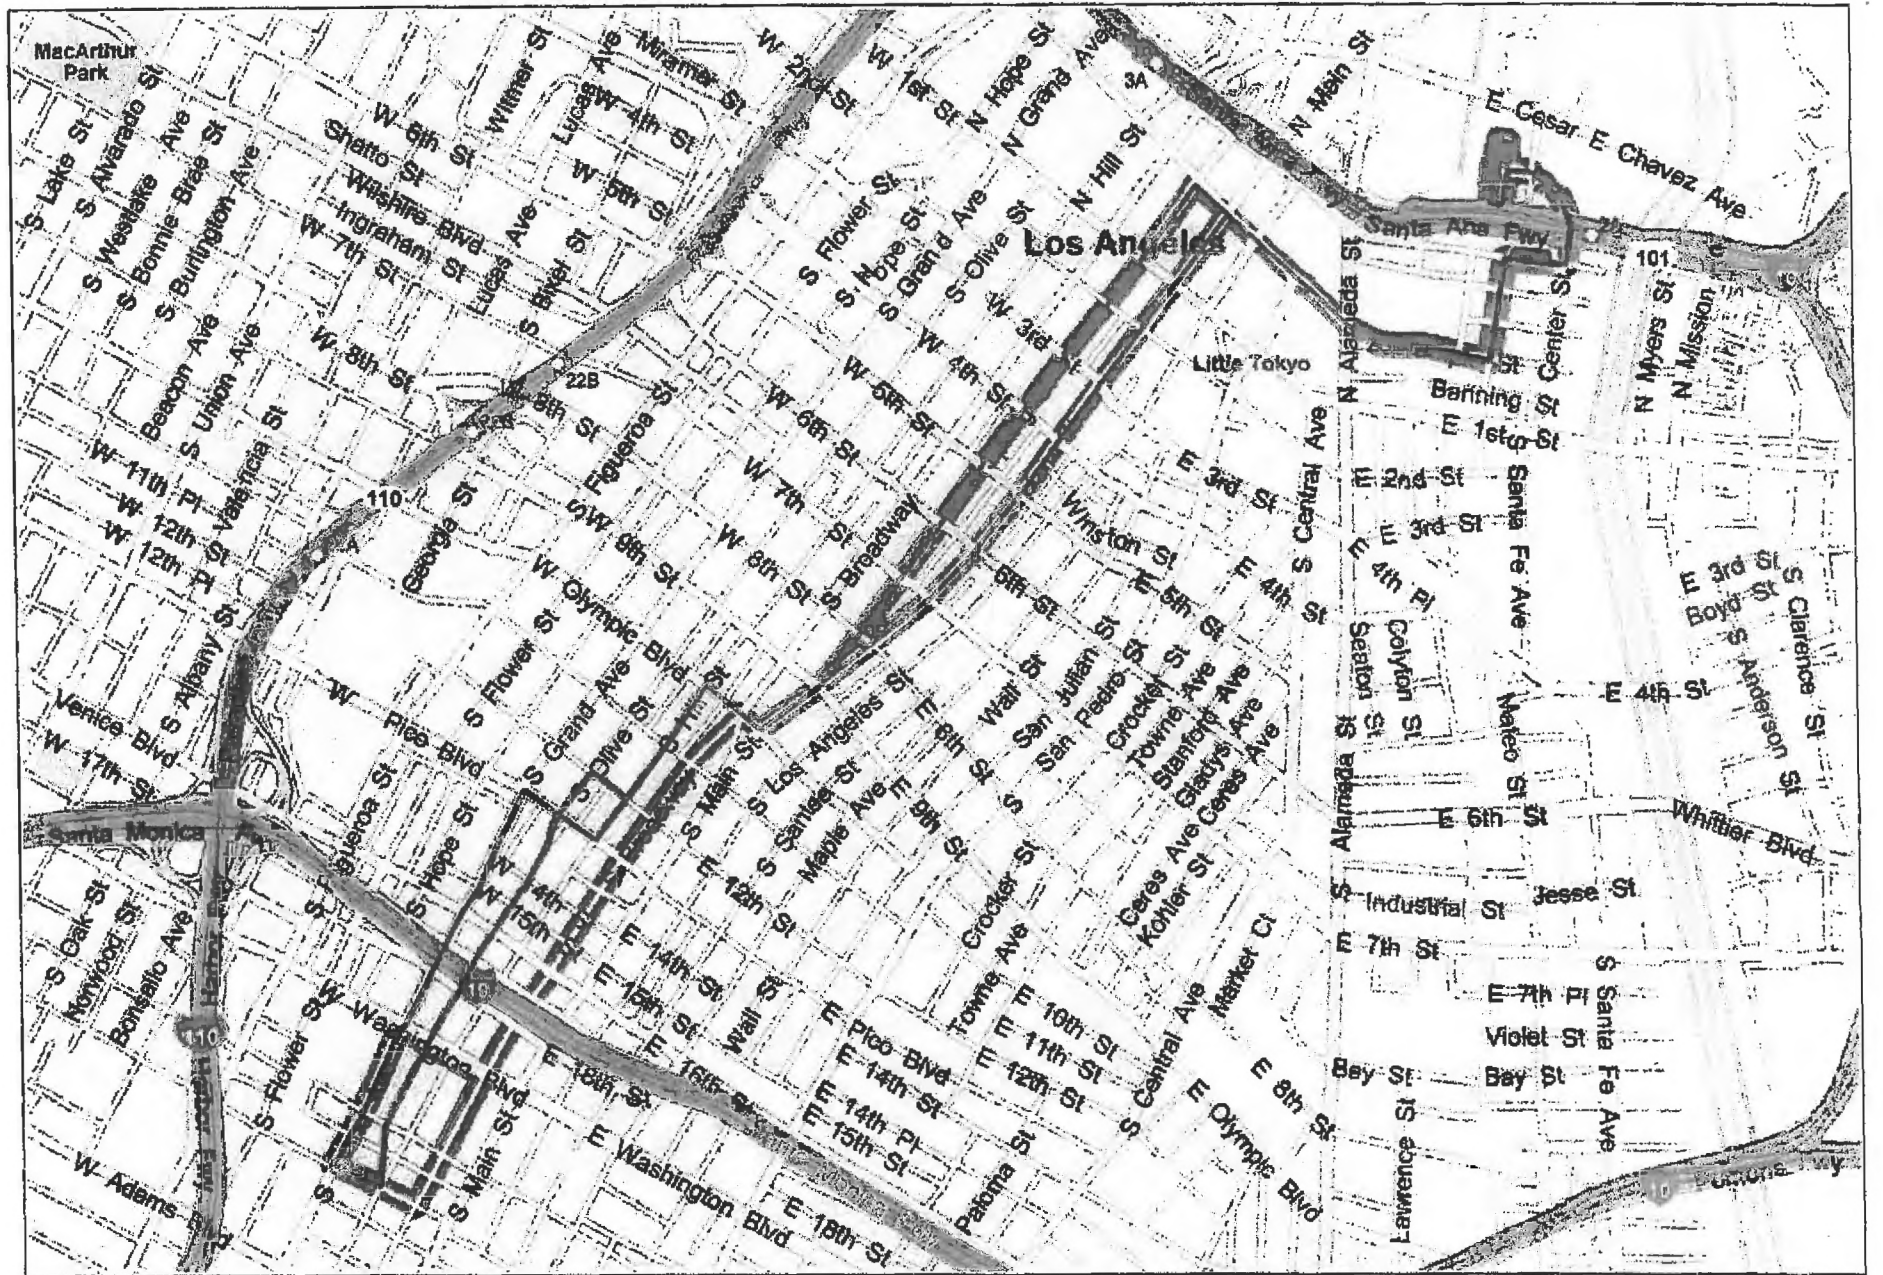 MacArthur
Park
S Lake St
S Alvarado St
S Westlake Ave
S Bonnie Brae St
S Burlington Ave
W 6th St
Shatto St
Wilshire Blvd
Ingraham St
W 7th St
Witmer St
Lucas Ave
Miramar St
W 4th St
W 5th St
Lucas Ave
S Bixel St
W 2nd St
W 1st St
N Hope St
N Grand Ave
3A
N Hill St
N Main St
E Cesar E Chavez Ave
Santa Ana Fwy
101
Los Angeles
S Flower St
S Hope St
S Grand Ave
S Olive St
W 3rd
W 4th St
W 5th St
W 6th St
W 7th St
W 8th St
S Broadway
Little Tokyo
N Alameda St
Center St
N Myers St
N Mission
St
Banning St
E 1st St
E 2nd St
E 3rd St
E 4th Pl
S Central Ave
E 3rd St
E 4th St
Winston St
E 5th St
S Santa Fe Ave
E 3rd St
Boyd St
S Clarence St
S Anderson St
E 4th St
Seaton St
Colyton St
Mateo St
Beacon Ave
S Union Ave
S Valencia St
W 8th St
22B
8th St
S Figueroa St
W 9th St
Georgia St
110
W 11th Pl
W 12th St
W 12th Pl
S Albany St
W Olympic Blvd
W Pico Blvd
S Flower St
S Grand Ave
Olive St
Venice Blvd
W 17th St
Santa Monica
S Figueroa St
S Hope St
W 14th
W 15th
S Main St
S Los Angeles St
S Santee St
Maple Ave
E 8th St
E 9th St
Wall St
San Julian St
San Pedro St
Crocker St
Towne Ave
Stanford Ave
Gladys Ave
Ceres Ave
Ceres Ave
Kohler St
S Alameda St
E 6th St
Whittier Blvd
Industrial St
Jesse St
E 7th St
E 7th Pl
Violet St
Bay St
Bay St
S Santa Fe Ave
Lawrence St
Market Ct
S Central Ave
Crocker St
Towne Ave
E 12th St
E 14th St
E 15th St
E 16th St
E 18th St
Wall St
E Pico Blvd
E 14th St
E 14th Pl
E 15th St
E 10th St
E 11th St
E 12th St
E 8th St
E Olympic Blvd
Paloma St
S Oak St
Norwood St
Bonsallo Ave
110
10
S Flower St
W Washington Blvd
S Main St
E Washington Blvd
E 18th St
W Adams
10